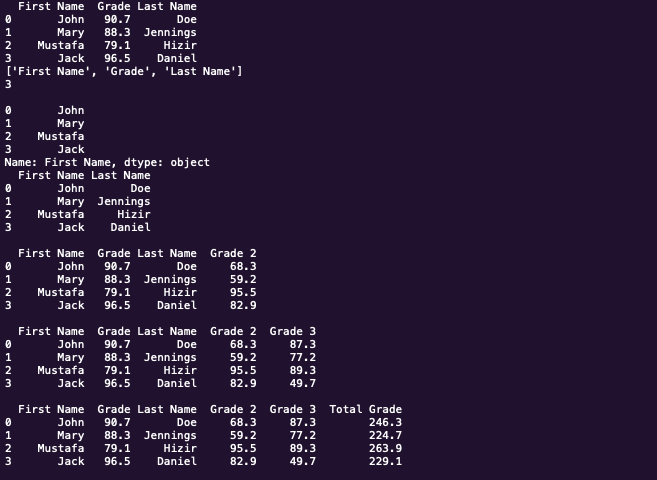 First Name  Grade Last Name
0       John   90.7       Doe
1       Mary   88.3  Jennings
2    Mustafa   79.1     Hizir
3       Jack   96.5    Daniel
['First Name', 'Grade', 'Last Name']
3
0       John
1       Mary
2    Mustafa
3       Jack
Name: First Name, dtype: object
  First Name Last Name
0       John       Doe
1       Mary  Jennings
2    Mustafa     Hizir
3       Jack    Daniel
  First Name  Grade Last Name  Grade 2
0       John   90.7       Doe     68.3
1       Mary   88.3  Jennings     59.2
2    Mustafa   79.1     Hizir     95.5
3       Jack   96.5    Daniel     82.9
  First Name  Grade Last Name  Grade 2  Grade 3
0       John   90.7       Doe     68.3     87.3
1       Mary   88.3  Jennings     59.2     77.2
2    Mustafa   79.1     Hizir     95.5     89.3
3       Jack   96.5    Daniel     82.9     49.7
  First Name  Grade Last Name  Grade 2  Grade 3  Total Grade
0       John   90.7       Doe     68.3     87.3        246.3
1       Mary   88.3  Jennings     59.2     77.2        224.7
2    Mustafa   79.1     Hizir     95.5     89.3        263.9
3       Jack   96.5    Daniel     82.9     49.7        229.1